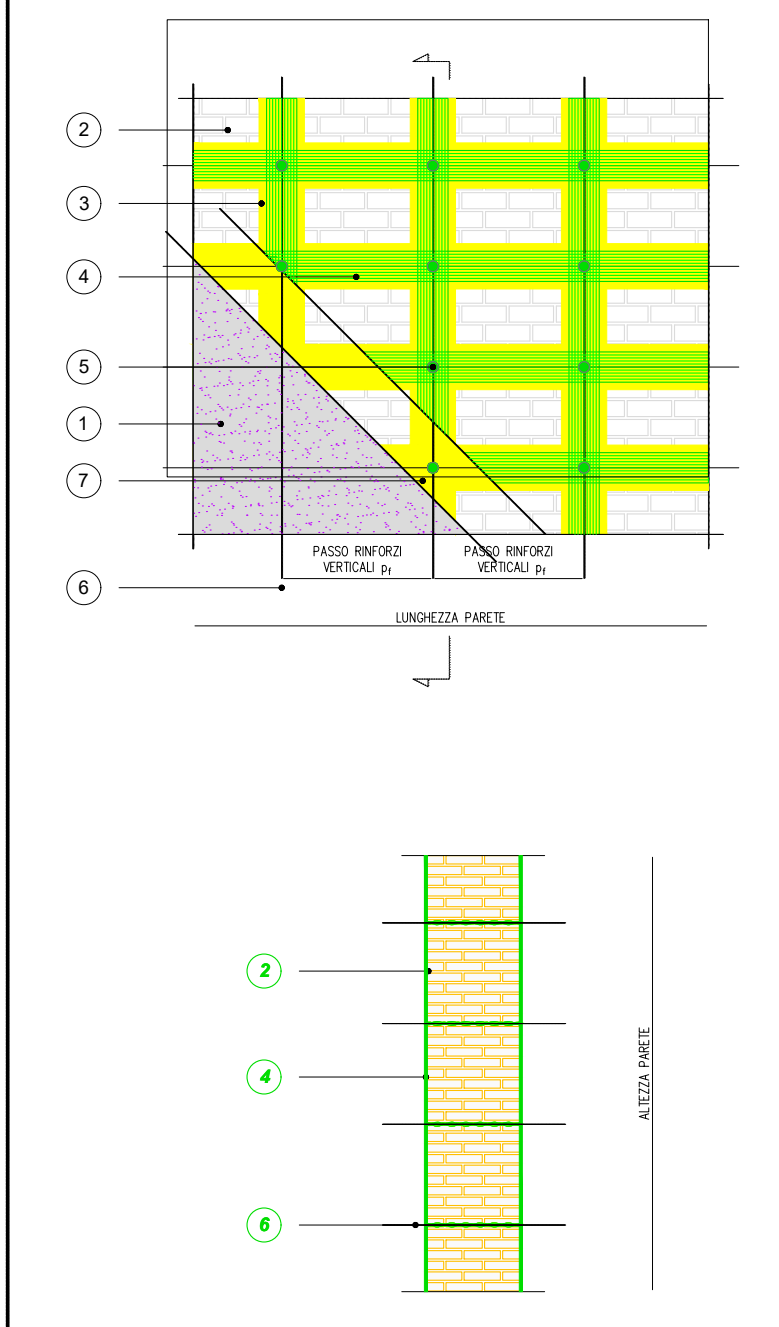 2
3
4
5
1
7
PASSO RINFORZI PASSO RINFORZI
VERTICALI pf VERTICALI pf
6
LUNGHEZZA PARETE
2
4
ALTEZZA PARETE
6